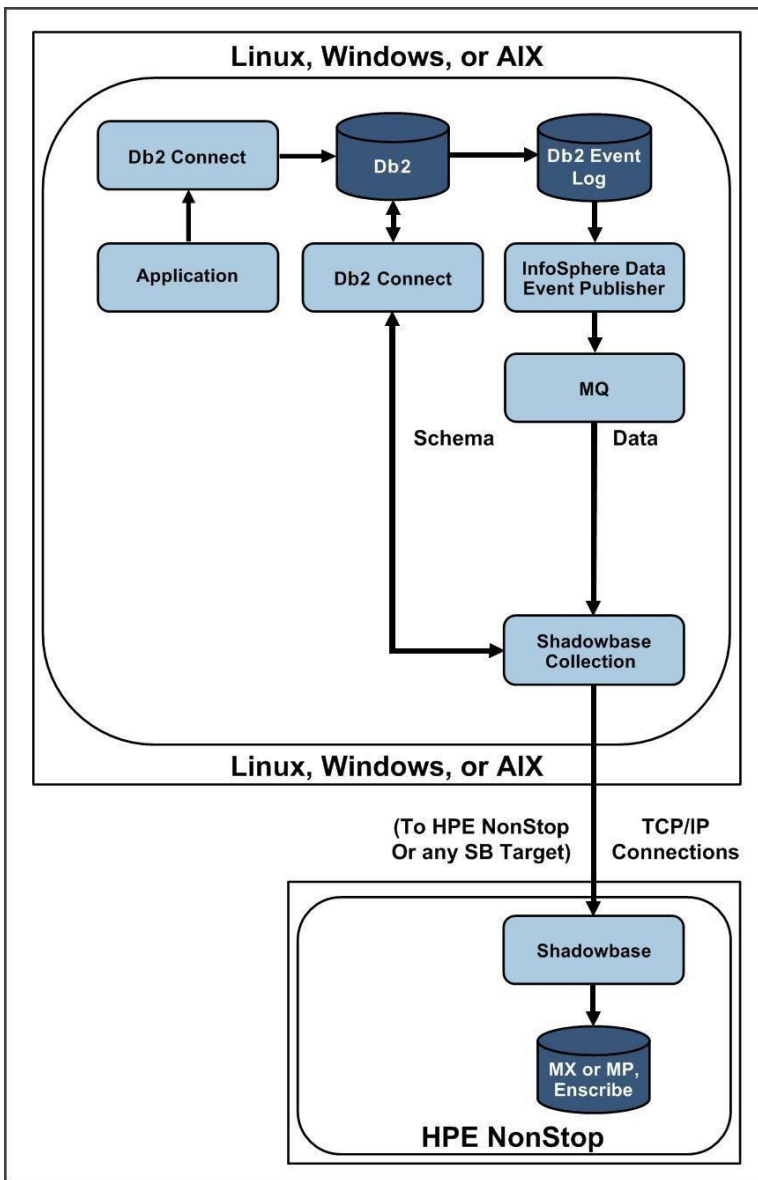 Linux, Windows, or AIX
Db2 Connect
Db2
Db2 Event
Log
Application
Db2 Connect
InfoSphere Data
Event Publisher
MQ
Schema
Data
Shadowbase
Collection
Linux, Windows, or AIX
(To HPE NonStop
Or any SB Target)
TCP/IP
Connections
Shadowbase
MX or MP,
Enscribe
HPE NonStop